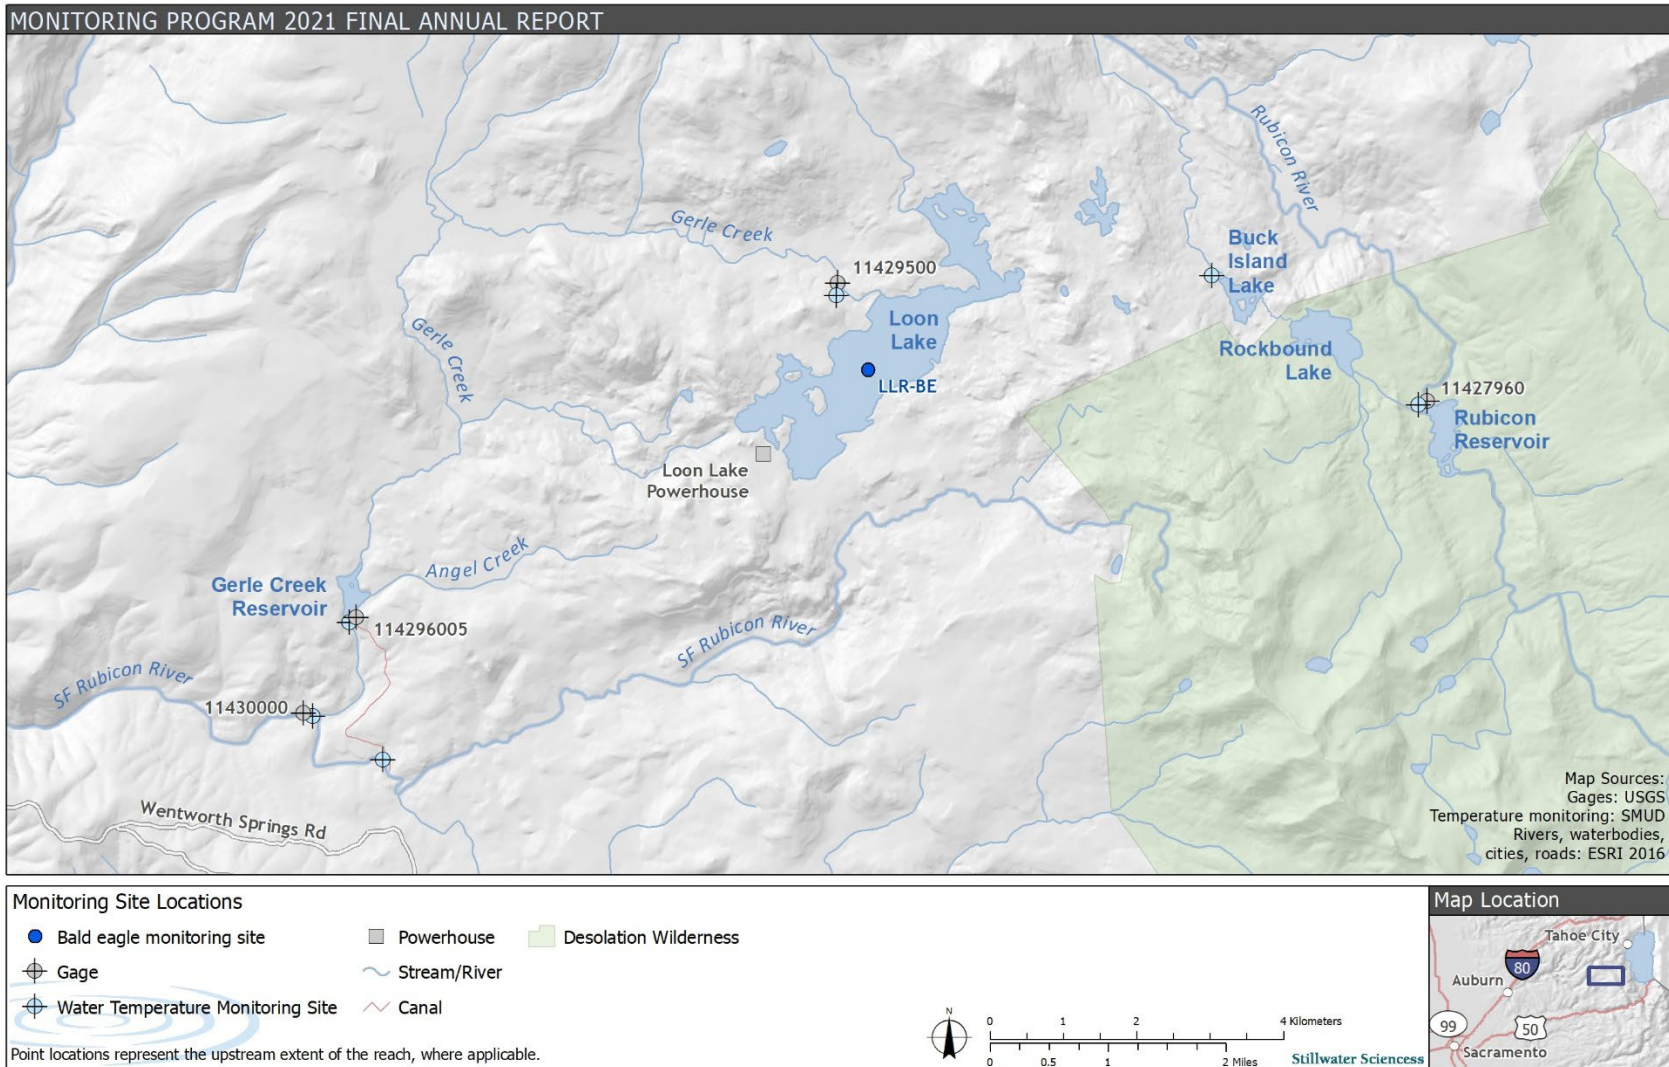 MONITORING PROGRAM 2021 FINAL ANNUAL REPORT
Rubicon River
Gerle Creek
Buck
Island
Lake
11429500
Loon
Lake
Gerle Creek
Rockbound
Lake
LLR-BE
11427960
Rubicon
Reservoir
Loon Lake
Powerhouse
Angel Creek
Gerle Creek
Reservoir
114296005
SF Rubicon River
SF Rubicon River
11430000
Wentworth Springs Rd
Map Sources:
Gages: USGS
Temperature monitoring: SMUD
Rivers, waterbodies,
cities, roads: ESRI 2016
Monitoring Site Locations
Bald eagle monitoring site
Powerhouse
Desolation Wilderness
Gage
Stream/River
Water Temperature Monitoring Site
Canal
Point locations represent the upstream extent of the reach, where applicable.
N
0 1 2 4 Kilometers
0 0.5 1 2 Miles
Stillwater Sciencess
Map Location
Tahoe City
80
Auburn
99
50
Sacramento